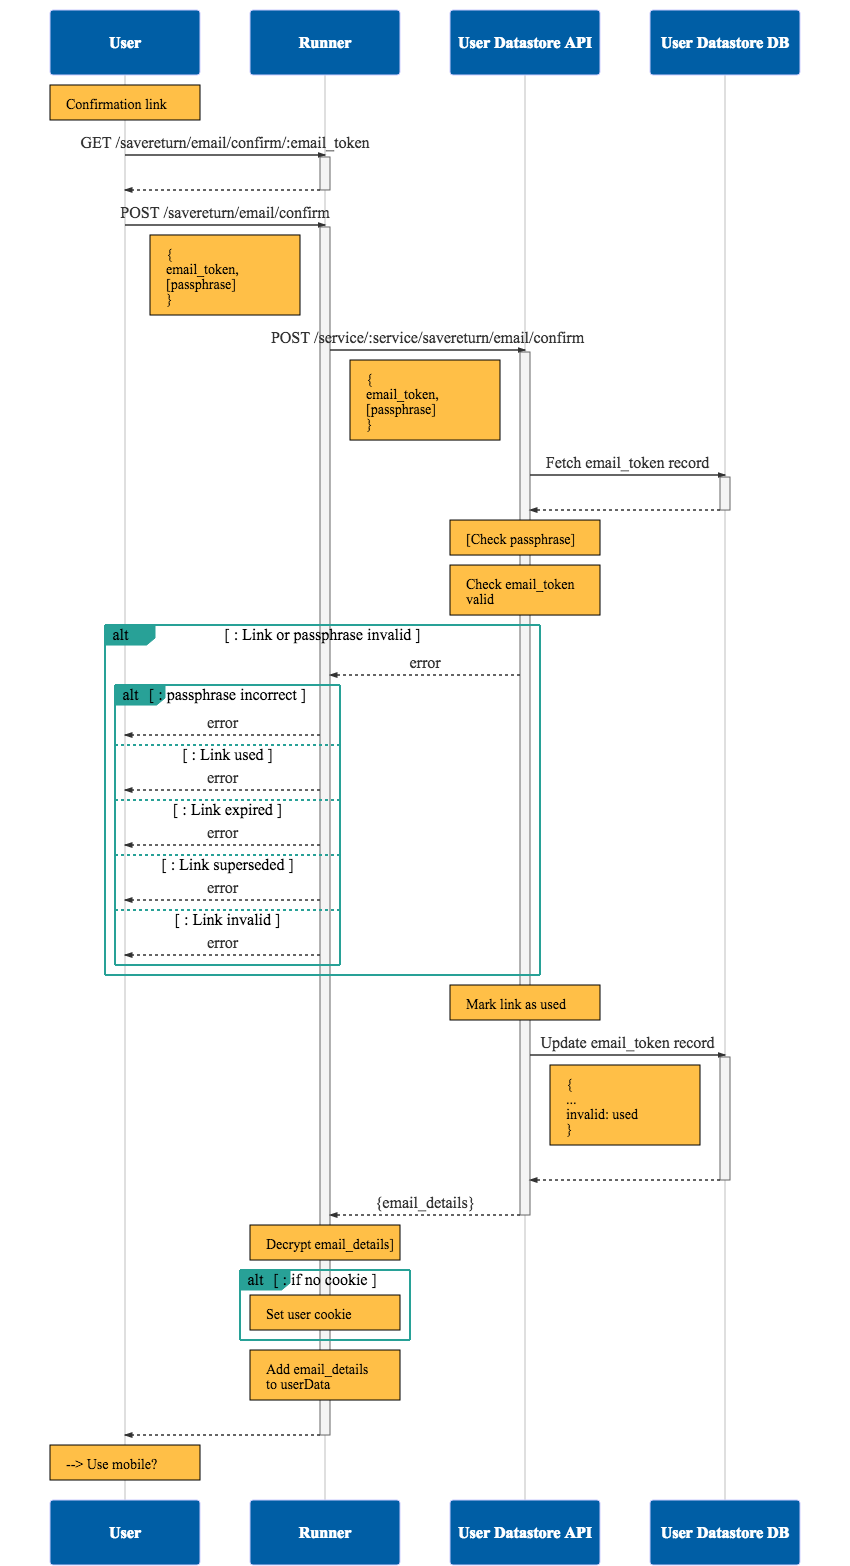 User
Runner
User Datastore API
User Datastore DB
Confirmation link
GET /savereturn/email/confirm/:email_token
POST /savereturn/email/confirm
{
email_token,
[passphrase]
}
POST /service/:service/savereturn/email/confirm
{
email_token,
[passphrase]
}
Fetch email_token record
[Check passphrase]
Check email_token
valid
alt
[ : Link or passphrase invalid ]
error
alt
[ : passphrase incorrect ]
error
[ : Link used ]
error
[ : Link expired ]
error
[ : Link superseded ]
error
[ : Link invalid ]
error
Mark link as used
Update email_token record
{
...
invalid: used
}
{email_details}
Decrypt email_details]
alt
[ : if no cookie ]
Set user cookie
Add email_details
to userData
--> Use mobile?
User
Runner
User Datastore API
User Datastore DB